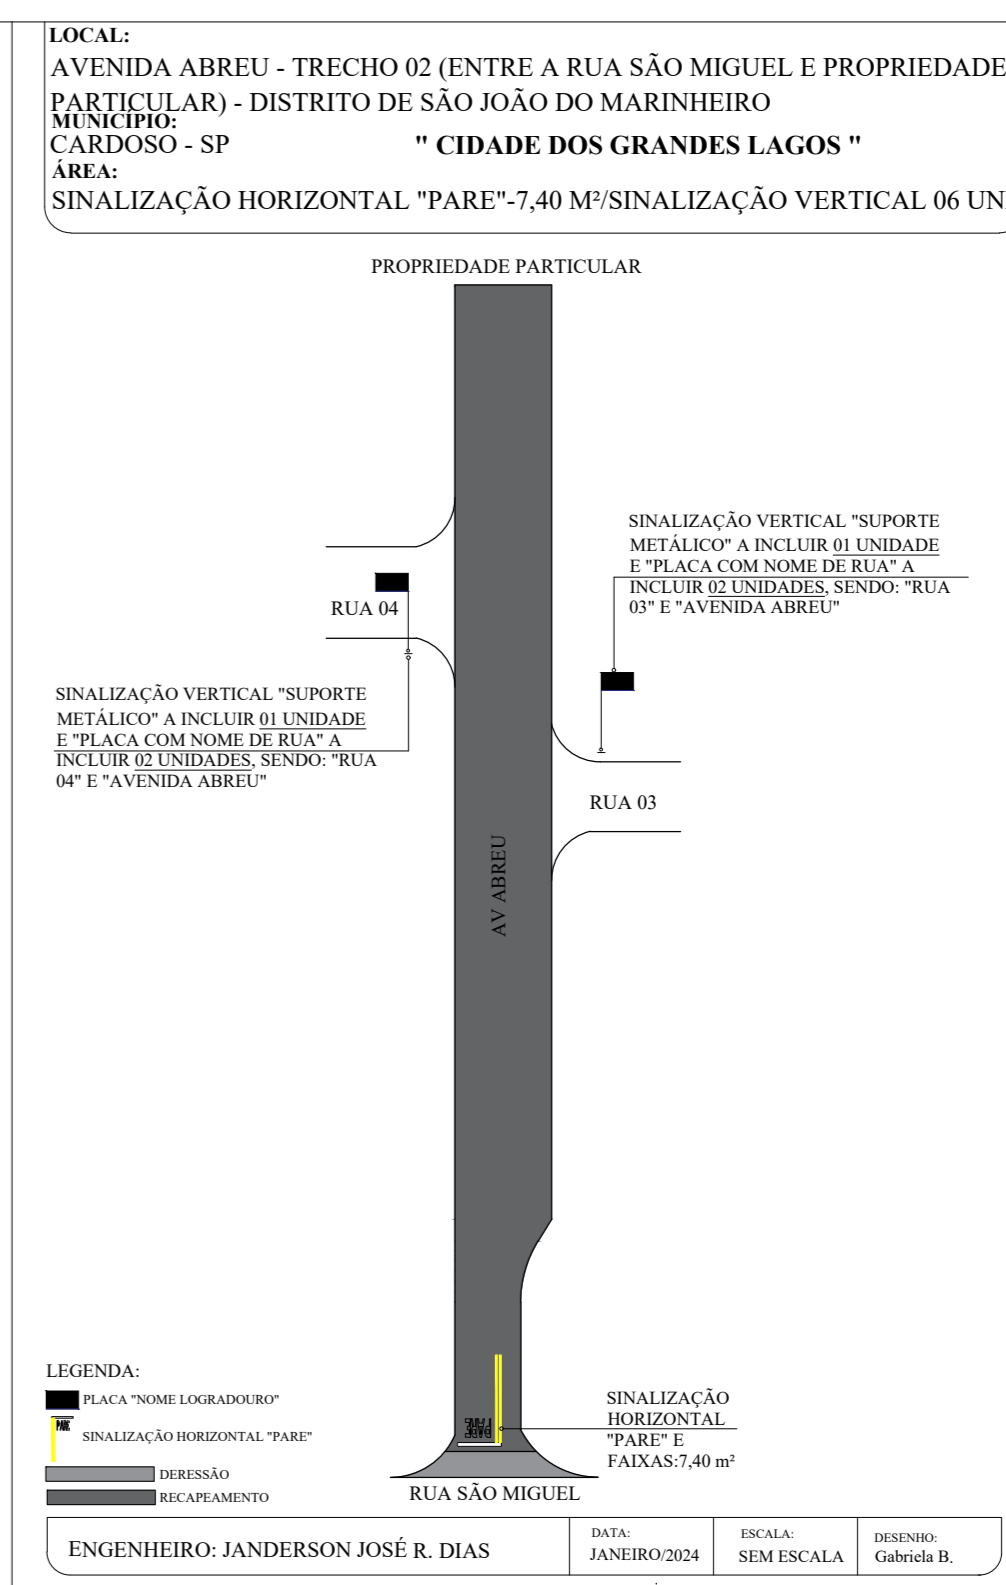 LOCAL:
AVENIDA ABREU - TRECHO 02 (ENTRE A RUA SÃO MIGUEL E PROPRIEDADE
PARTICULAR) - DISTRITO DE SÃO JOÃO DO MARINHEIRO
MUNICÍPIO:
CARDOSO - SP " CIDADE DOS GRANDES LAGOS "
ÁREA:
SINALIZAÇÃO HORIZONTAL "PARE"-7,40 M²/SINALIZAÇÃO VERTICAL 06 UN
PROPRIEDADE PARTICULAR
SINALIZAÇÃO VERTICAL "SUPORTE
METÁLICO" A INCLUIR 01 UNIDADE
E "PLACA COM NOME DE RUA" A
INCLUIR 02 UNIDADES, SENDO: "RUA
03" E "AVENIDA ABREU"
RUA 04
SINALIZAÇÃO VERTICAL "SUPORTE
METÁLICO" A INCLUIR 01 UNIDADE
E "PLACA COM NOME DE RUA" A
INCLUIR 02 UNIDADES, SENDO: "RUA
04" E "AVENIDA ABREU"
RUA 03
AV ABREU
LEGENDA:
PLACA "NOME LOGRADOURO"
PARE
SINALIZAÇÃO HORIZONTAL "PARE"
DERESSÃO
RECAPEAMENTO
SINALIZAÇÃO
HORIZONTAL
"PARE" E
FAIXAS:7,40 m²
RUA SÃO MIGUEL
ENGENHEIRO: JANDERSON JOSÉ R. DIAS
DATA:
JANEIRO/2024
ESCALA:
SEM ESCALA
DESENHO:
Gabriela B.